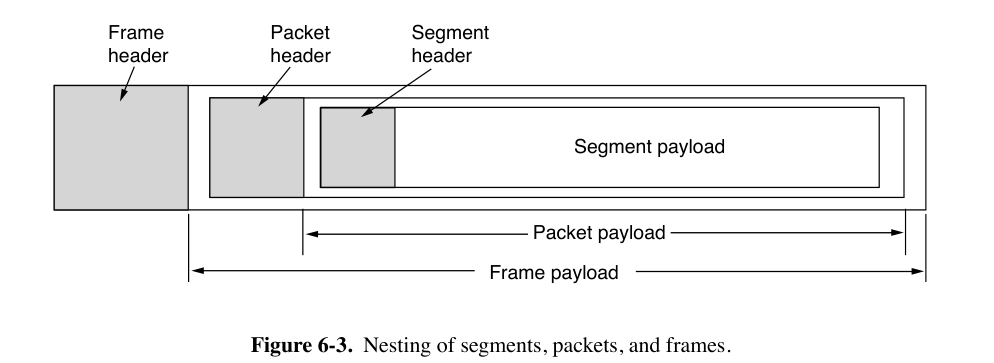 Frame
header
Packet
header
Segment
header
Segment payload
Packet payload
Frame payload
Figure 6-3. Nesting of segments, packets, and frames.